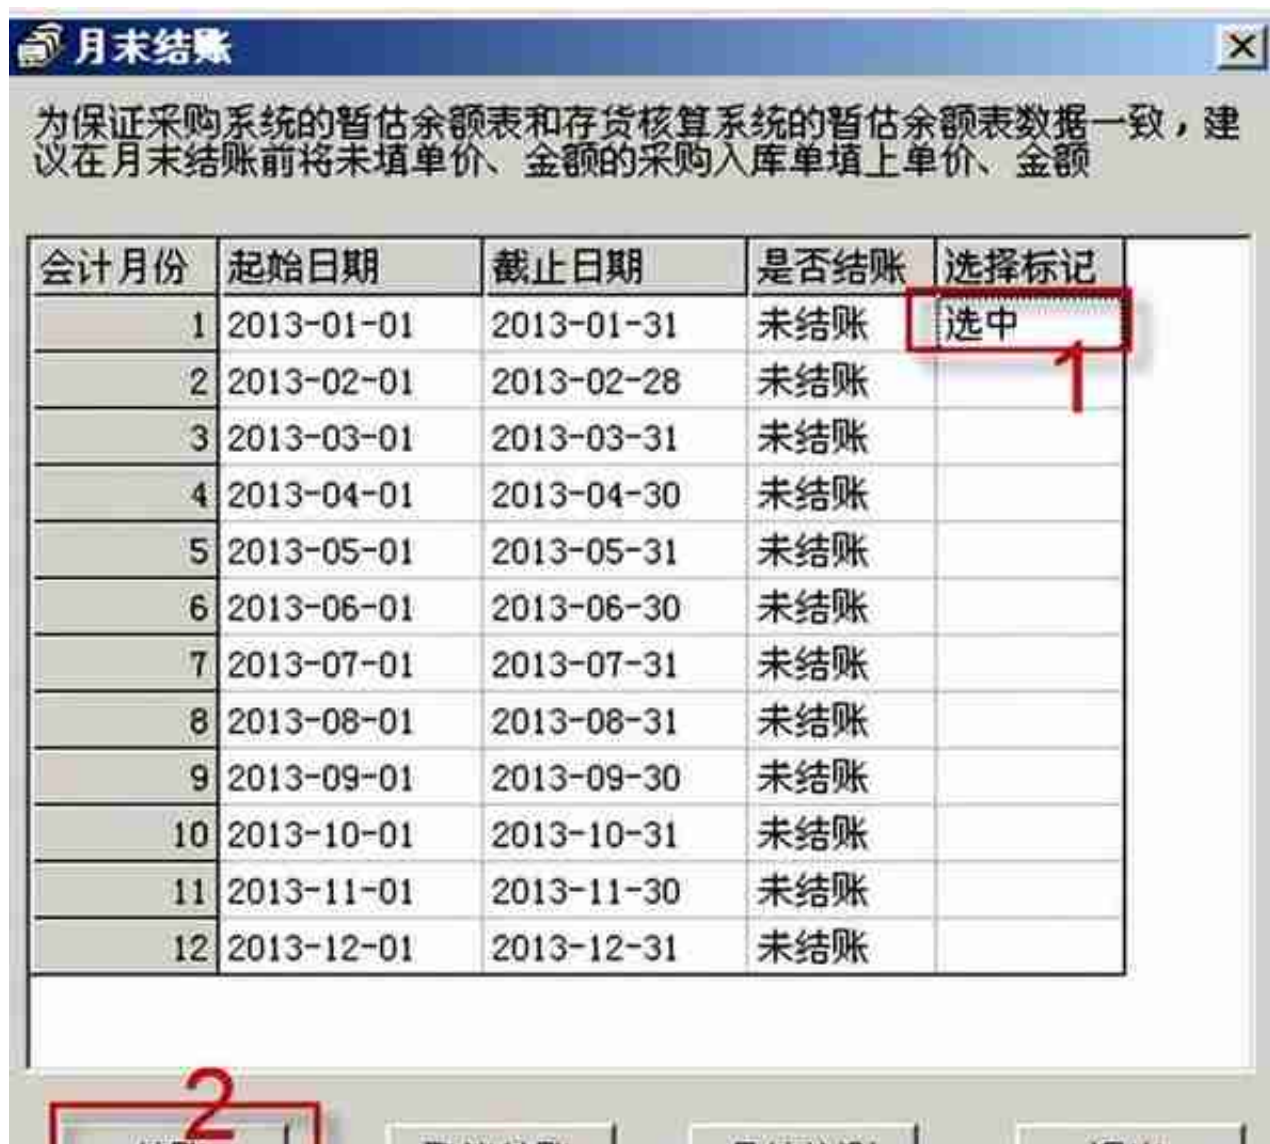 月末结账
为保证采购系统的暂估余额表和存货核算系统的暂估余额表数据一致，建
议在月末结账前将未填单价、金额的采购入库单填上单价、金额
会计月份 起始日期 截止日期 是否结账 选择标记
1 2013-01-01 2013-01-31 未结账 选中
1
2 2013-02-01 2013-02-28 未结账
3 2013-03-01 2013-03-31 未结账
4 2013-04-01 2013-04-30 未结账
5 2013-05-01 2013-05-31 未结账
6 2013-06-01 2013-06-30 未结账
7 2013-07-01 2013-07-31 未结账
8 2013-08-01 2013-08-31 未结账
9 2013-09-01 2013-09-30 未结账
10 2013-10-01 2013-10-31 未结账
11 2013-11-01 2013-11-30 未结账
12 2013-12-01 2013-12-31 未结账
2